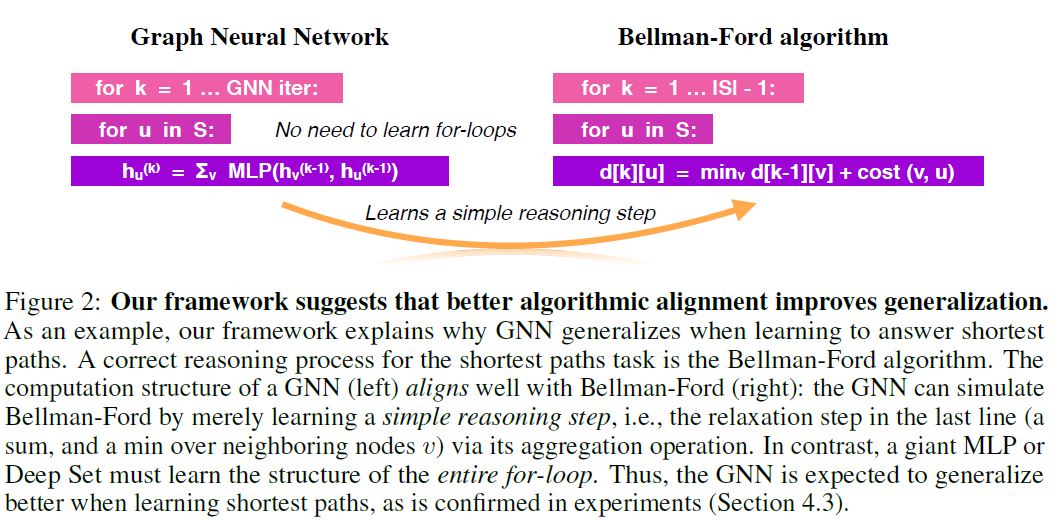 Graph Neural Network
Bellman-Ford algorithm
for k = 1 ... GNN iter:
for k = 1 ... ISI - 1:
for u in S:
No need to learn for-loops
for u in S:
hu(k) = Σv MLP(hv(k-1), hu(k-1))
d[k][u] = minv d[k-1][v] + cost (v, u)
Learns a simple reasoning step
Figure 2: Our framework suggests that better algorithmic alignment improves generalization.
As an example, our framework explains why GNN generalizes when learning to answer shortest
paths. A correct reasoning process for the shortest paths task is the Bellman-Ford algorithm. The
computation structure of a GNN (left) aligns well with Bellman-Ford (right): the GNN can simulate
Bellman-Ford by merely learning a simple reasoning step, i.e., the relaxation step in the last line (a
sum, and a min over neighboring nodes v) via its aggregation operation. In contrast, a giant MLP or
Deep Set must learn the structure of the entire for-loop. Thus, the GNN is expected to generalize
better when learning shortest paths, as is confirmed in experiments (Section 4.3).